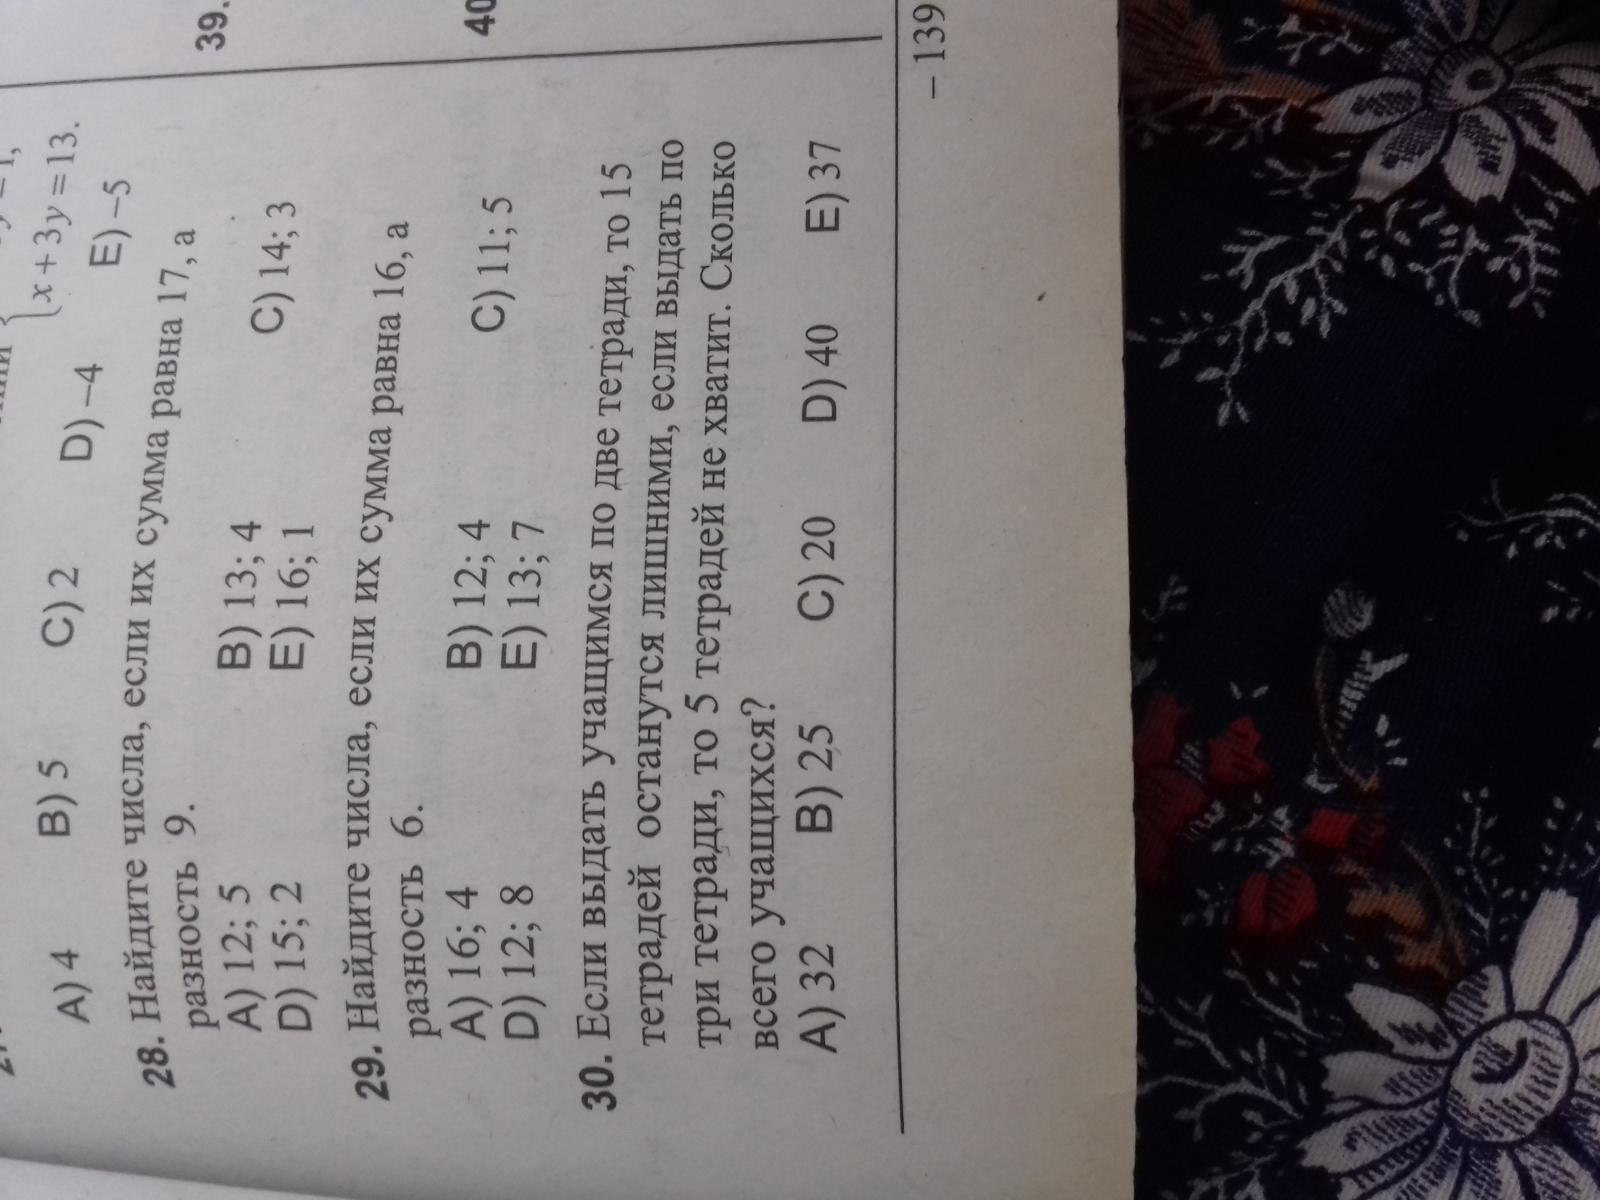 x + 3y = 13.
A) 4 B) 5 C) 2 D) –4 E) –5
28. Найдите числа, если их сумма равна 17, а
разность 9.
A) 12; 5 B) 13; 4 C) 14; 3
D) 15; 2 E) 16; 1
29. Найдите числа, если их сумма равна 16, а
разность 6.
A) 16; 4 B) 12; 4 C) 11; 5
D) 12; 8 E) 13; 7
30. Если выдать учащимся по две тетради, то 15
тетрадей останутся лишними, если выдать по
три тетради, то 5 тетрадей не хватит. Сколько
всего учащихся?
A) 32 B) 25 C) 20 D) 40 E) 37
39.
40
– 139